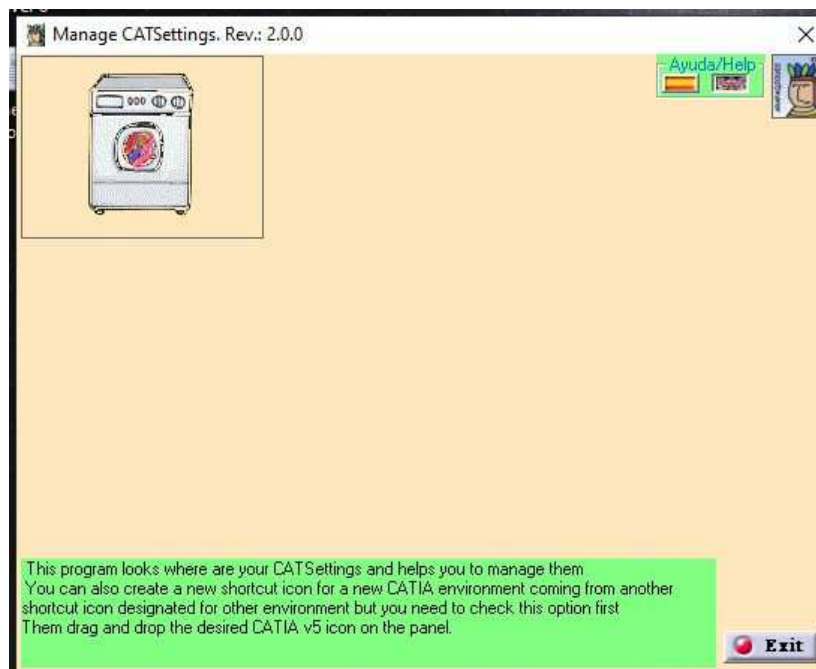 Manage CATSettings. Rev.: 2.0.0
Ayuda/Help
This program looks where are your CATSettings and helps you to manage them
You can also create a new shortcut icon for a new CATIA environment coming from another
shortcut icon designated for other environment but you need to check this option first
Them drag and drop the desired CATIA v5 icon on the panel.
Exit